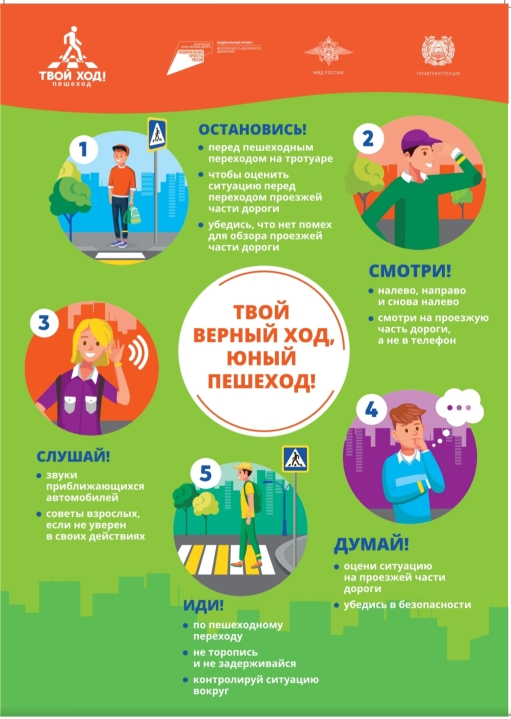 ТВОЙ ХОД!
пешеход
МВД РОССИИ
ГОСАВТОИНСПЕКЦИЯ
1
ОСТАНОВИСЬ!
перед пешеходным
переходом на тротуаре
чтобы оценить
ситуацию перед
переходом проезжей
части дороги
убедись, что нет помех
для обзора проезжей
части дороги
2
СМОТРИ!
налево, направо
и снова налево
смотри на проезжую
часть дороги,
а не в телефон
ТВОЙ
ВЕРНЫЙ ХОД,
ЮНЫЙ
ПЕШЕХОД!
3
СЛУШАЙ!
звуки
приближающихся
автомобилей
советы взрослых,
если не уверен
в своих действиях
4
ДУМАЙ!
оцени ситуацию
на проезжей части
дороги
убедись в безопасности
5
ИДИ!
по пешеходному
переходу
не торопись
и не задерживайся
контролируй ситуацию
вокруг